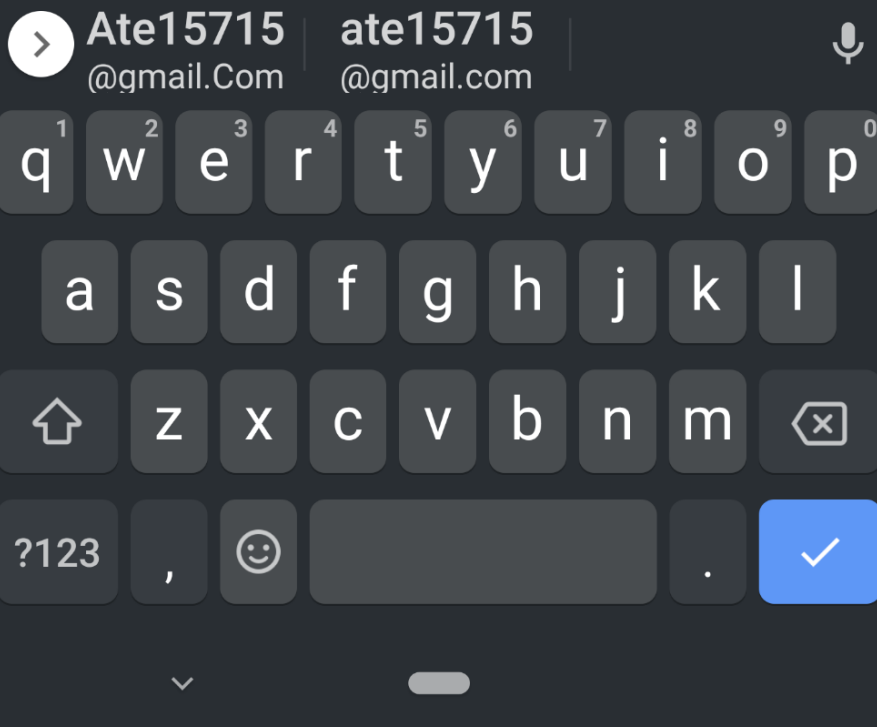 Ate15715 ate15715
@gmail.Com @gmail.com
1 2 3 4 5 6 7 8 9 0
q w e r t y u i o p
a s d f g h j k l
z x c v b n m
?123 , .